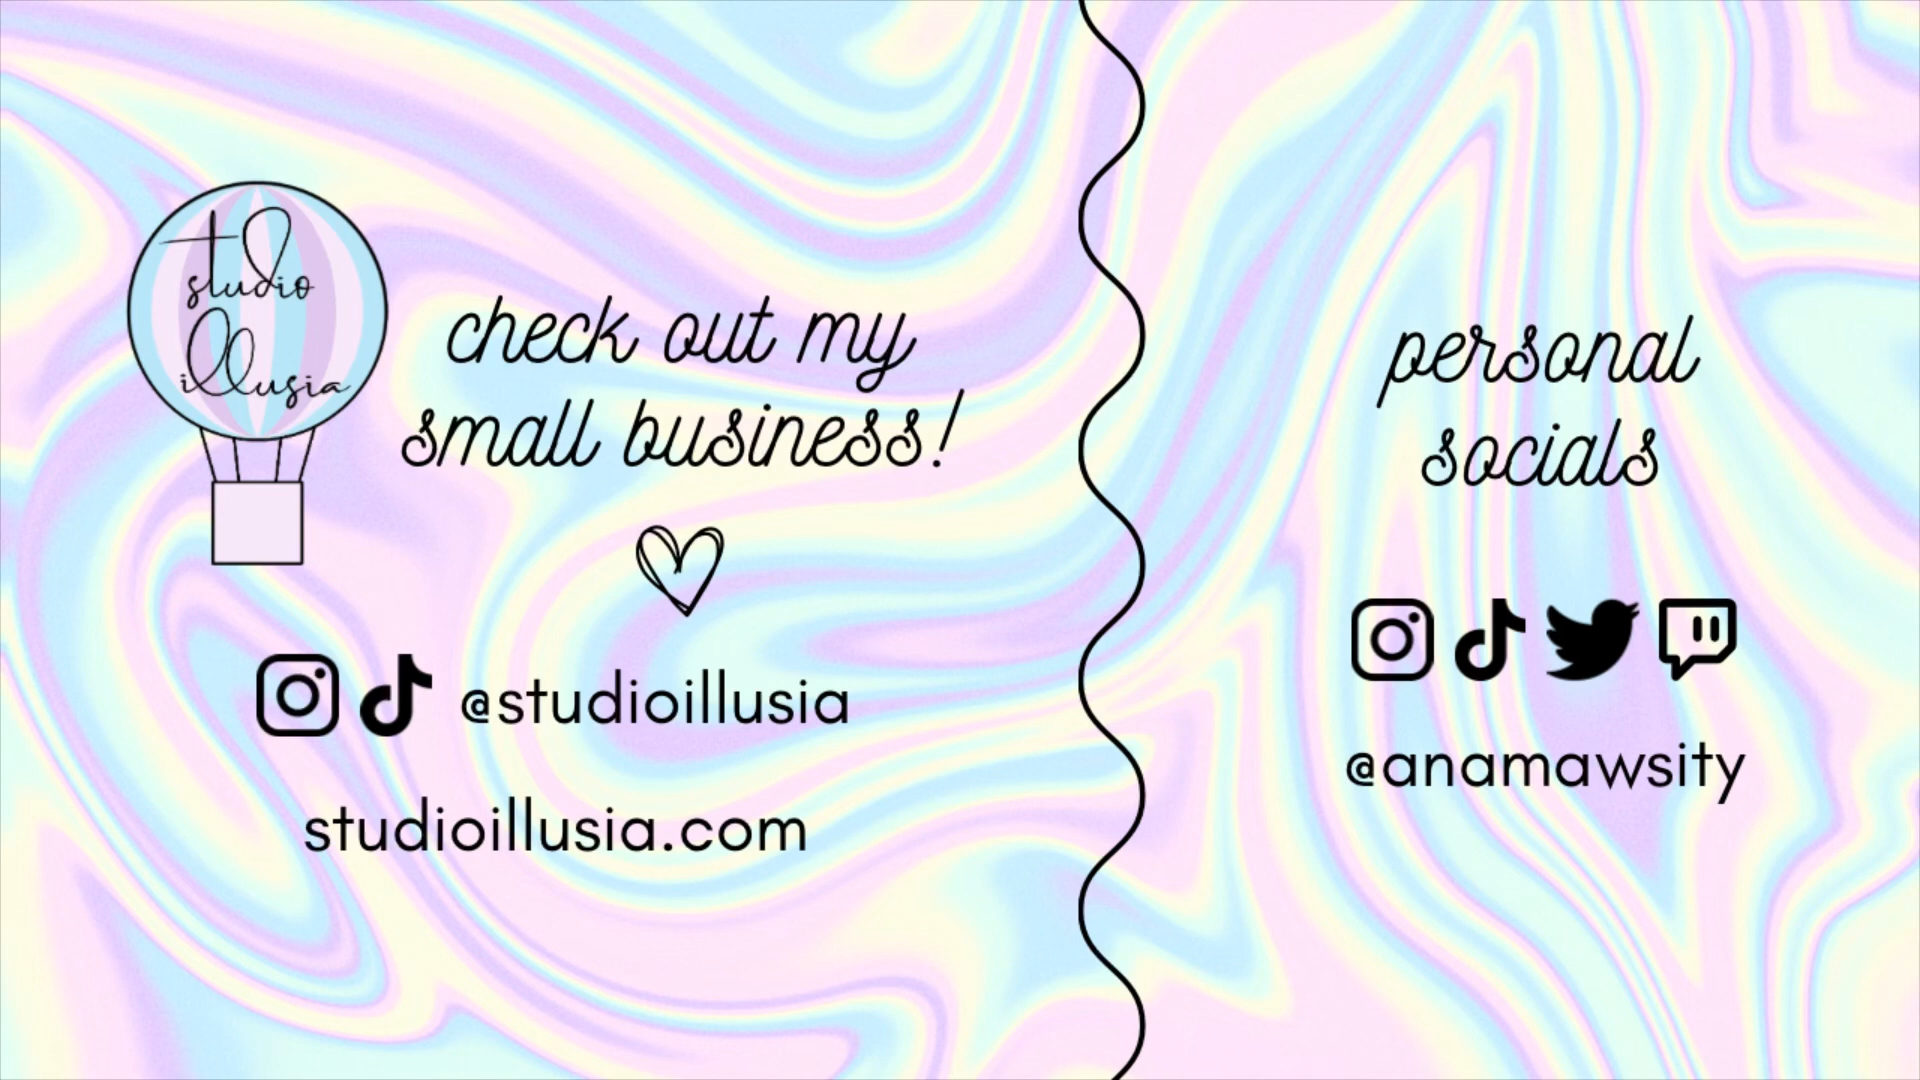 studio
illusia
check out my
small business!
@studioillusia
studioillusia.com
personal
socials
@anamawsity